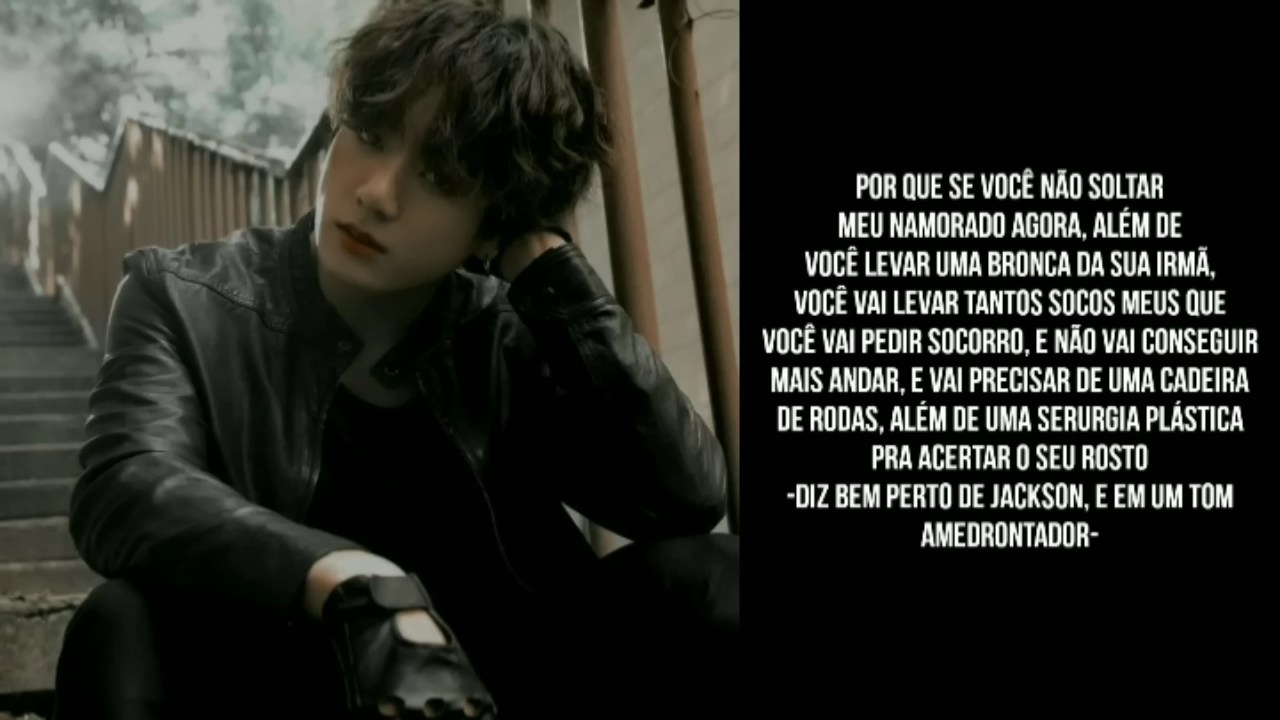 POR QUE SE VOCÊ NÃO SOLTAR
MEU NAMORADO AGORA, ALÉM DE
VOCÊ LEVAR UMA BRONCA DA SUA IRMÃ,
VOCÊ VAI LEVAR TANTOS SOCOS MEUS QUE
VOCÊ VAI PEDIR SOCORRO, E NÃO VAI CONSEGUIR
MAIS ANDAR, E VAI PRECISAR DE UMA CADEIRA
DE RODAS, ALÉM DE UMA SERURGIA PLÁSTICA
PRA ACERTAR O SEU ROSTO
-DIZ BEM PERTO DE JACKSON, E EM UM TOM
AMEDRONTADOR-